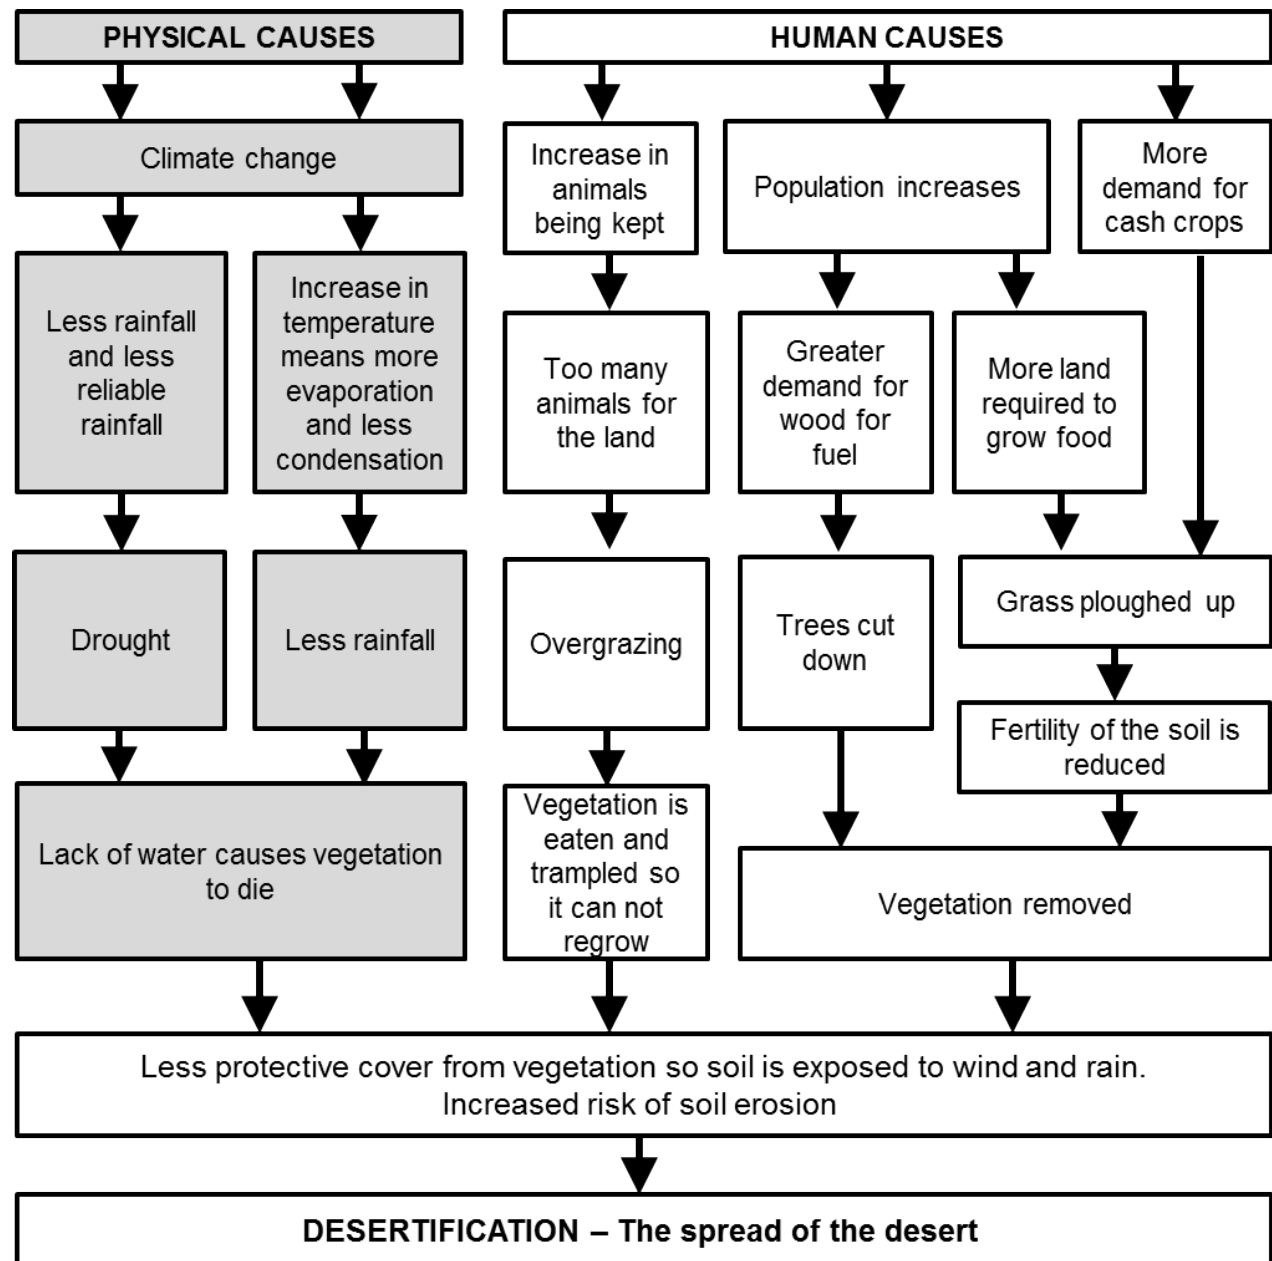 PHYSICAL CAUSES
HUMAN CAUSES
Climate change
Increase in
animals
being kept
Population increases
More
demand for
cash crops
Less rainfall
and less
reliable
rainfall
Increase in
temperature
means more
evaporation
and less
condensation
Too many
animals for
the land
Greater
demand for
wood for
fuel
More land
required to
grow food
Drought
Less rainfall
Overgrazing
Trees cut
down
Grass ploughed up
Fertility of the soil is
reduced
Lack of water causes vegetation
to die
Vegetation is
eaten and
trampled so
it can not
regrow
Vegetation removed
Less protective cover from vegetation so soil is exposed to wind and rain.
Increased risk of soil erosion
DESERTIFICATION – The spread of the desert